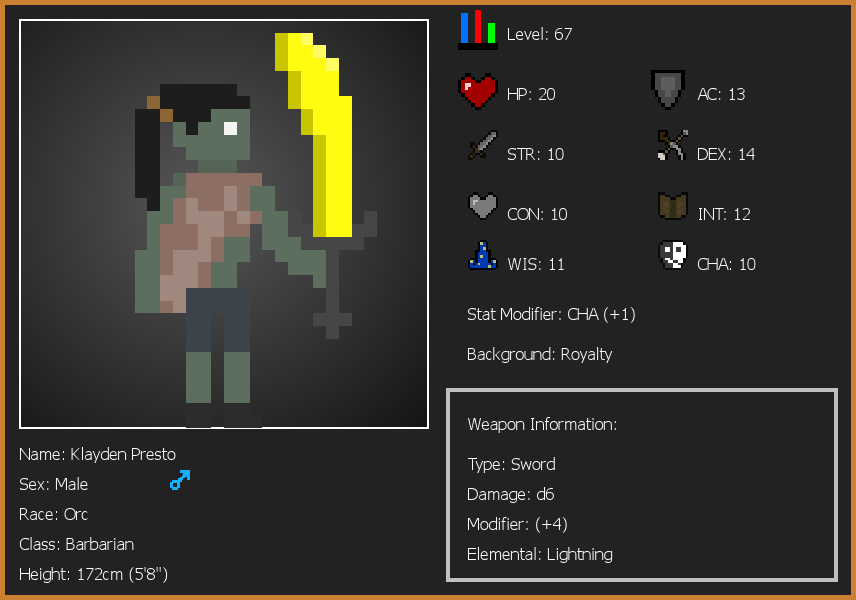 Level: 67
HP: 20
AC: 13
STR: 10
DEX: 14
CON: 10
INT: 12
WIS: 11
CHA: 10
Stat Modifier: CHA (+1)
Background: Royalty
Weapon Information:
Type: Sword
Damage: d6
Modifier: (+4)
Elemental: Lightning
Name: Klayden Presto
Sex: Male
Race: Orc
Class: Barbarian
Height: 172cm (5'8")